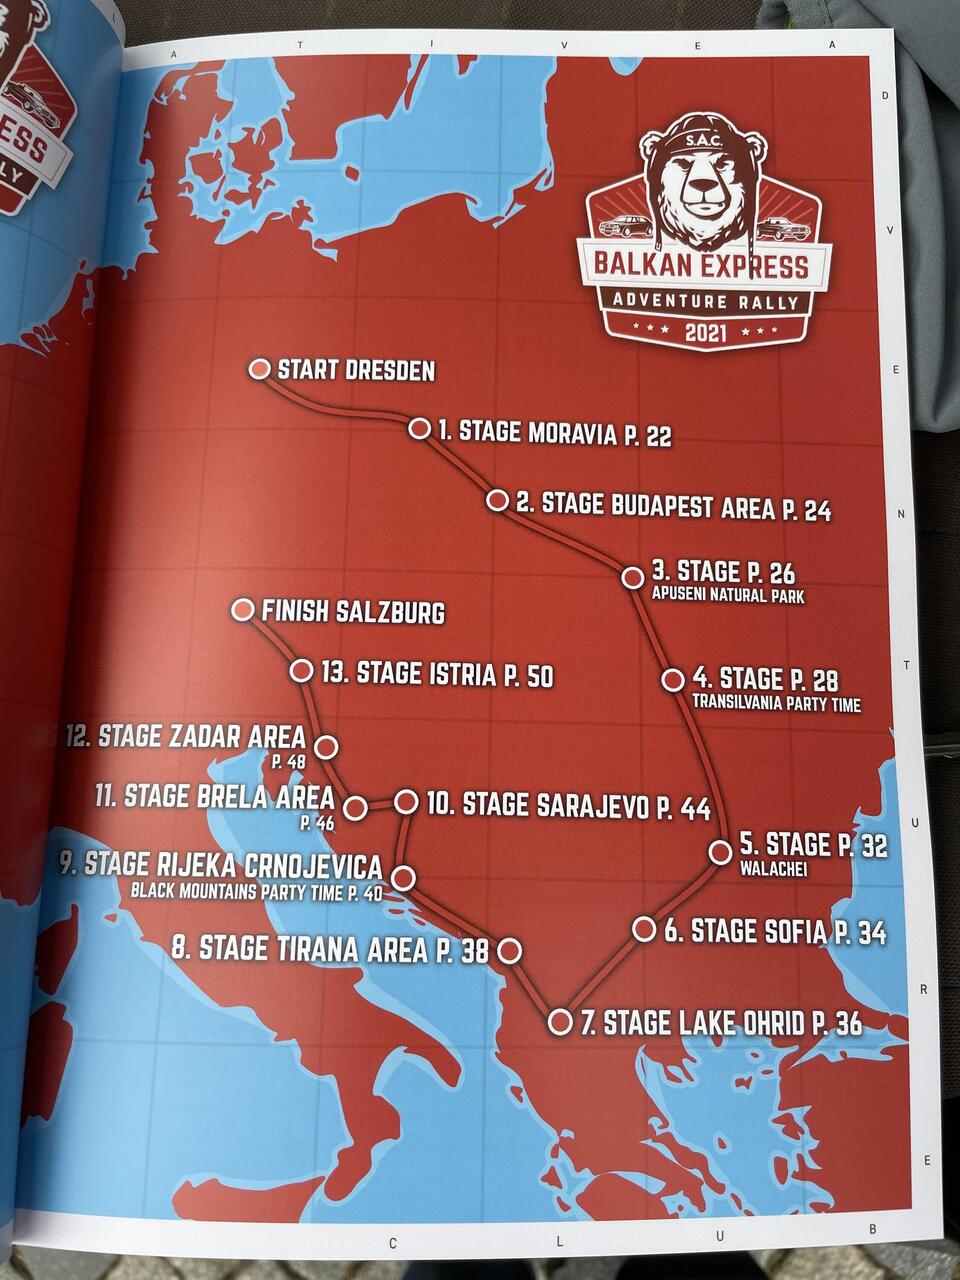 A T I V E A
D V E N T U R E
C L U B
ESS
LY
S.A.C.
BALKAN EXPRESS
ADVENTURE RALLY
2021
START DRESDEN
1. STAGE MORAVIA P. 22
2. STAGE BUDAPEST AREA P. 24
3. STAGE P. 26
APUSENI NATURAL PARK
FINISH SALZBURG
13. STAGE ISTRIA P. 50
4. STAGE P. 28
TRANSILVANIA PARTY TIME
12. STAGE ZADAR AREA
P. 48
11. STAGE BRELA AREA
P. 46
10. STAGE SARAJEVO P. 44
5. STAGE P. 32
WALACHEI
9. STAGE RIJEKA CRNOJEVICA
BLACK MOUNTAINS PARTY TIME P. 40
6. STAGE SOFIA P. 34
8. STAGE TIRANA AREA P. 38
7. STAGE LAKE OHRID P. 36